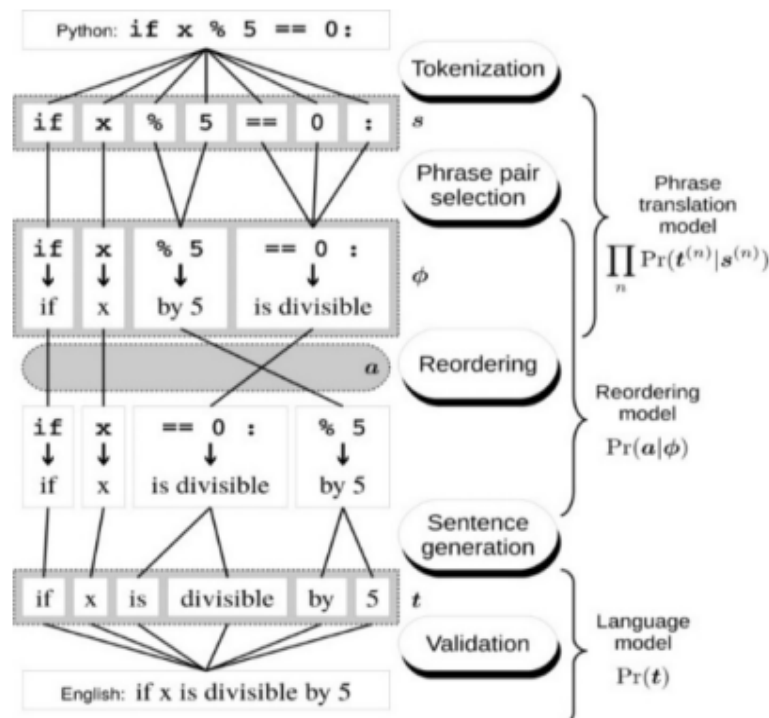 Python: if x % 5 == 0:
Tokenization
if x % 5 == 0 : s
Phrase pair selection
Phrase translation model
∏ₙ Pr(t⁽ⁿ⁾|s⁽ⁿ⁾)
if x % 5 == 0 :
↓ ↓ ↓ ↓
if x by 5 is divisible
ϕ
a
Reordering
Reordering model
Pr(a|ϕ)
if x == 0 : % 5
↓ ↓ ↓ ↓
if x is divisible by 5
Sentence generation
if x is divisible by 5 t
Validation
Language model
Pr(t)
English: if x is divisible by 5